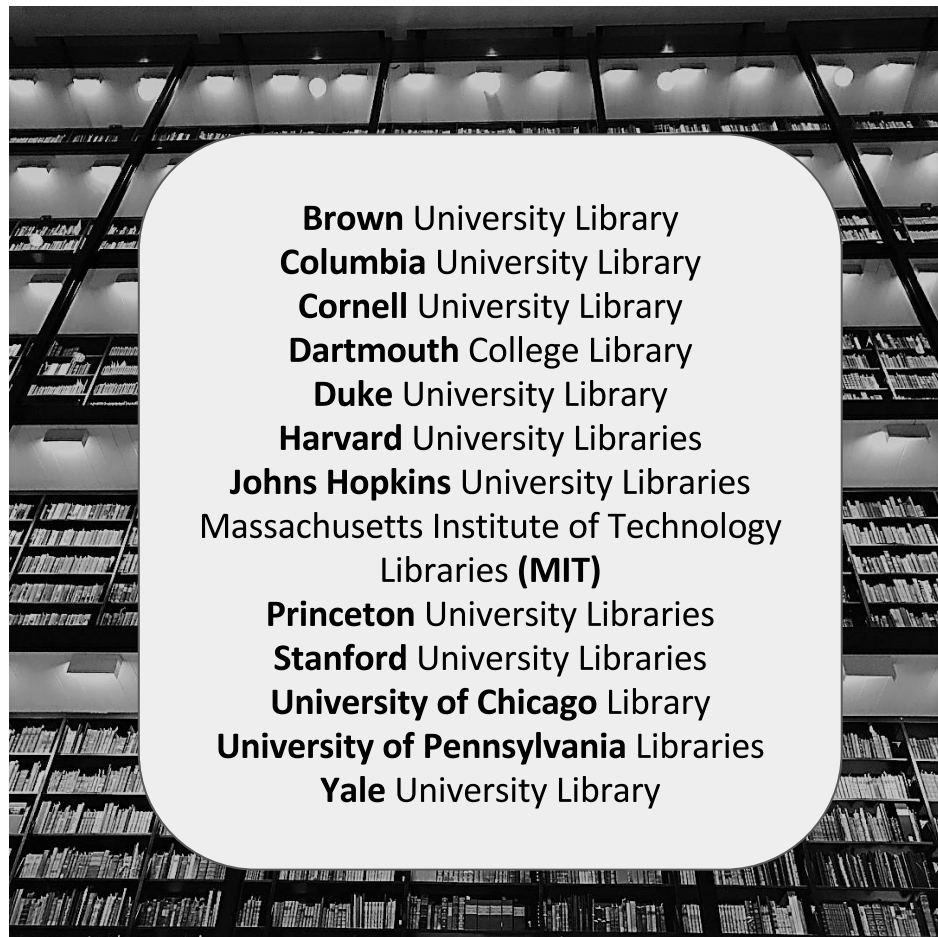 Brown University Library
Columbia University Library
Cornell University Library
Dartmouth College Library
Duke University Library
Harvard University Libraries
Johns Hopkins University Libraries
Massachusetts Institute of Technology
Libraries (MIT)
Princeton University Libraries
Stanford University Libraries
University of Chicago Library
University of Pennsylvania Libraries
Yale University Library